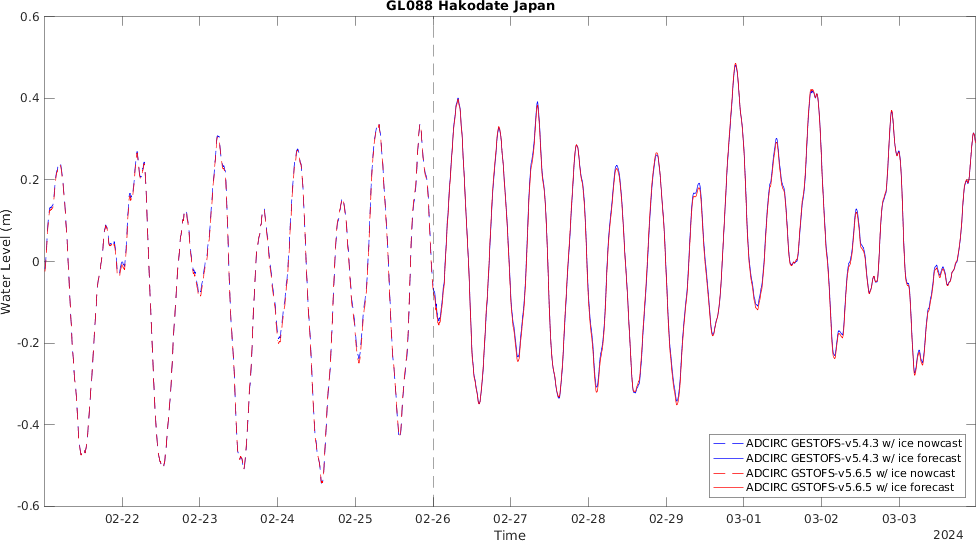 GL088 Hakodate Japan
0.6
0.4
0.2
0
-0.2
-0.4
-0.6
Water Level (m)
ADCIRC GESTOFS-v5.4.3 w/ ice nowcast
ADCIRC GESTOFS-v5.4.3 w/ ice forecast
ADCIRC GSTOFS-v5.6.5 w/ ice nowcast
ADCIRC GSTOFS-v5.6.5 w/ ice forecast
02-22 02-23 02-24 02-25 02-26 02-27 02-28 02-29 03-01 03-02 03-03
Time
2024